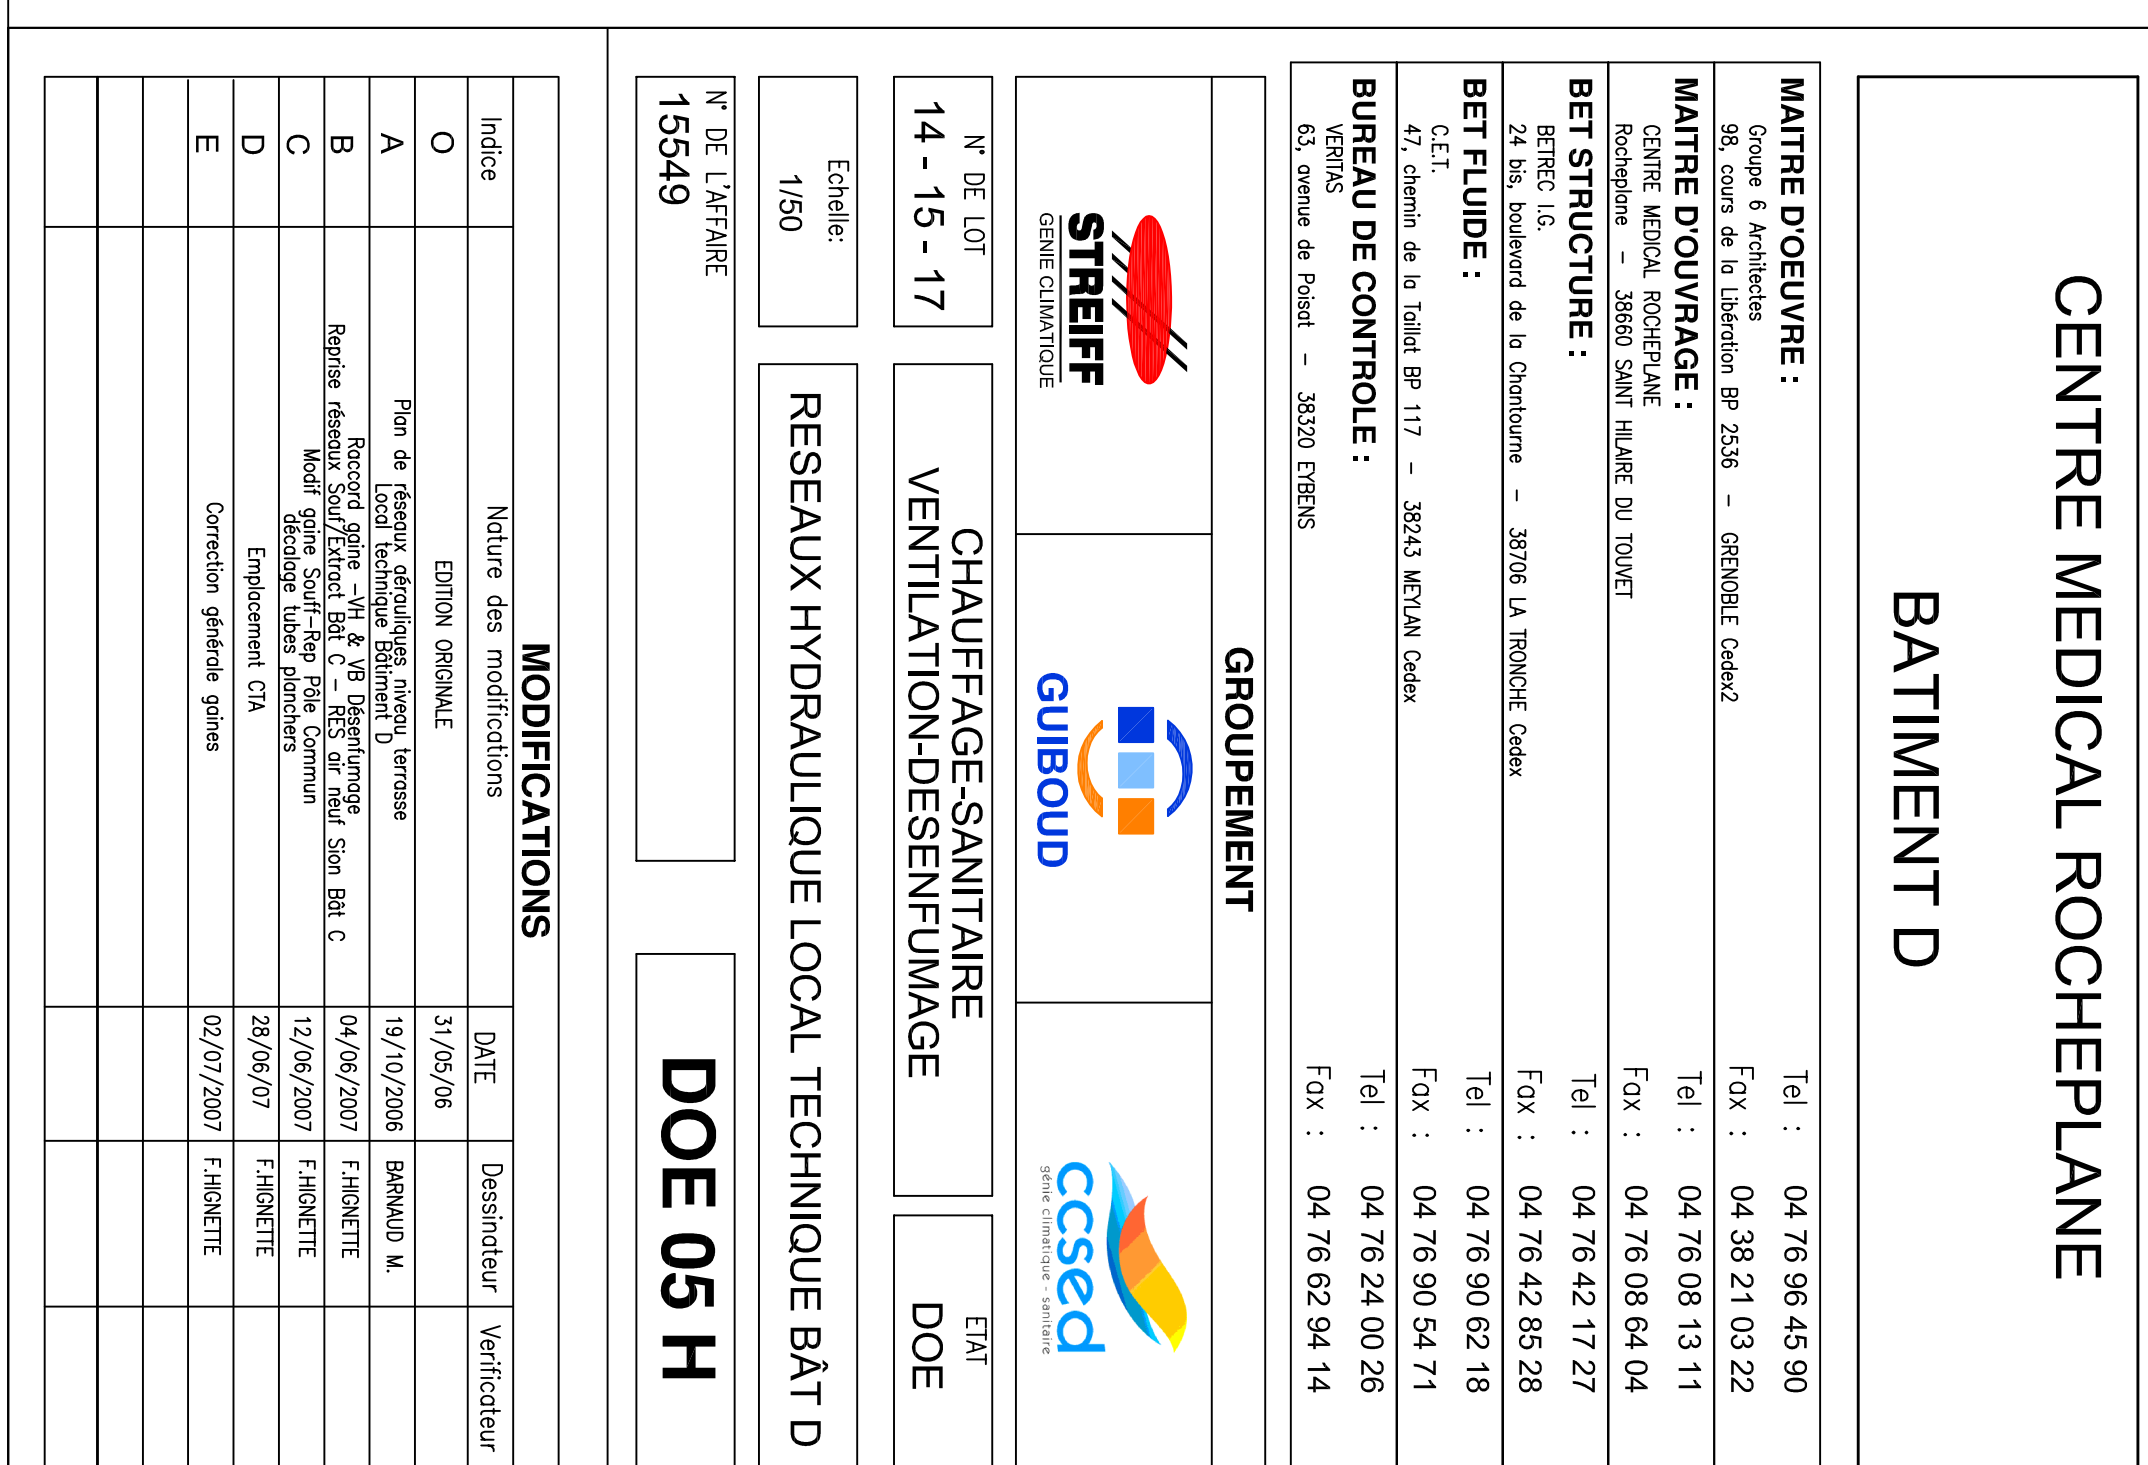 CENTRE MEDICAL ROCHEPLANE
BATIMENT D
MAITRE D'OEUVRE :
Groupe 6 Architectes
98, cours de la Libération BP 2536 – GRENOBLE Cedex2
Tel : 04 76 96 45 90
Fax : 04 38 21 03 22
MAITRE D'OUVRAGE :
CENTRE MEDICAL ROCHEPLANE
Rocheplane – 38660 SAINT HILAIRE DU TOUVET
Tel : 04 76 08 13 11
Fax : 04 76 08 64 04
BET STRUCTURE :
BETREC I.G.
24 bis, boulevard de la Chantourne – 38706 LA TRONCHE Cedex
Tel : 04 76 42 17 27
Fax : 04 76 42 85 28
BET FLUIDE :
C.E.T.
47, chemin de la Taillat BP 117 – 38243 MEYLAN Cedex
Tel : 04 76 90 62 18
Fax : 04 76 90 54 71
BUREAU DE CONTROLE :
VERITAS
63, avenue de Poisat – 38320 EYBENS
Tel : 04 76 24 00 26
Fax : 04 76 62 94 14
GROUPEMENT
STREIFF
GENIE CLIMATIQUE
GUIBOUD
ccsed
génie climatique - sanitaire
N° DE LOT
14 - 15 - 17
CHAUFFAGE-SANITAIRE
VENTILATION-DESENFUMAGE
ETAT
DOE
Echelle:
1/50
RESEAUX HYDRAULIQUE LOCAL TECHNIQUE BÂT D
N° DE L'AFFAIRE
15549
DOE 05 H
MODIFICATIONS
Indice Nature des modifications DATE Dessinateur Verificateur
O EDITION ORIGINALE 31/05/06
A Plan de réseaux aérauliques niveau terrasse
Local technique Bâtiment D 19/10/2006 BARNAUD M.
B Raccord gaine –VH & VB Désenfumage
Reprise réseaux Souf/Extract Bât C – RES air neuf Sion Bât C 04/06/2007 F.HIGNETTE
C Modif gaine Souff–Rep Pôle Commun
décalage tubes planchers 12/06/2007 F.HIGNETTE
D Emplacement CTA 28/06/07 F.HIGNETTE
E Correction générale gaines 02/07/2007 F.HIGNETTE